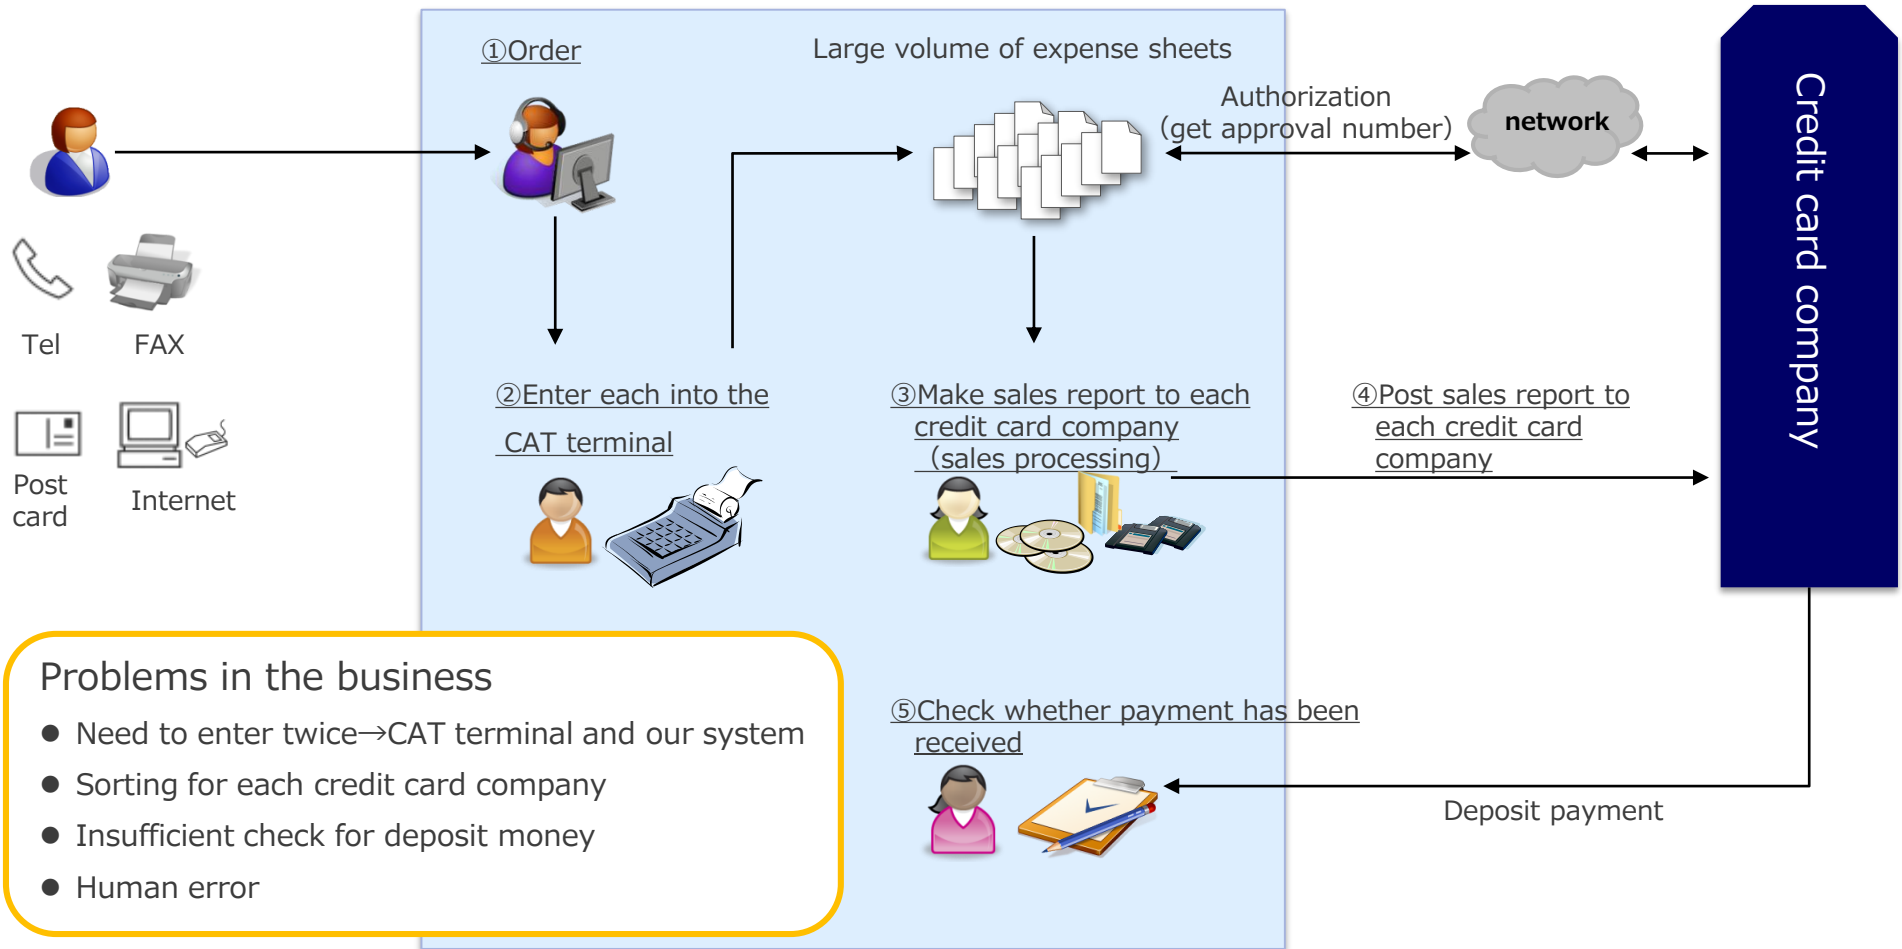 ①Order
Large volume of expense sheets
Authorization
（get approval number）
network
Credit card company
Tel
FAX
Post
card
Internet
②Enter each into the
CAT terminal
③Make sales report to each
credit card company
（sales processing）
④Post sales report to
each credit card
company
Problems in the business
● Need to enter twice→CAT terminal and our system
● Sorting for each credit card company
● Insufficient check for deposit money
● Human error
⑤Check whether payment has been
received
Deposit payment